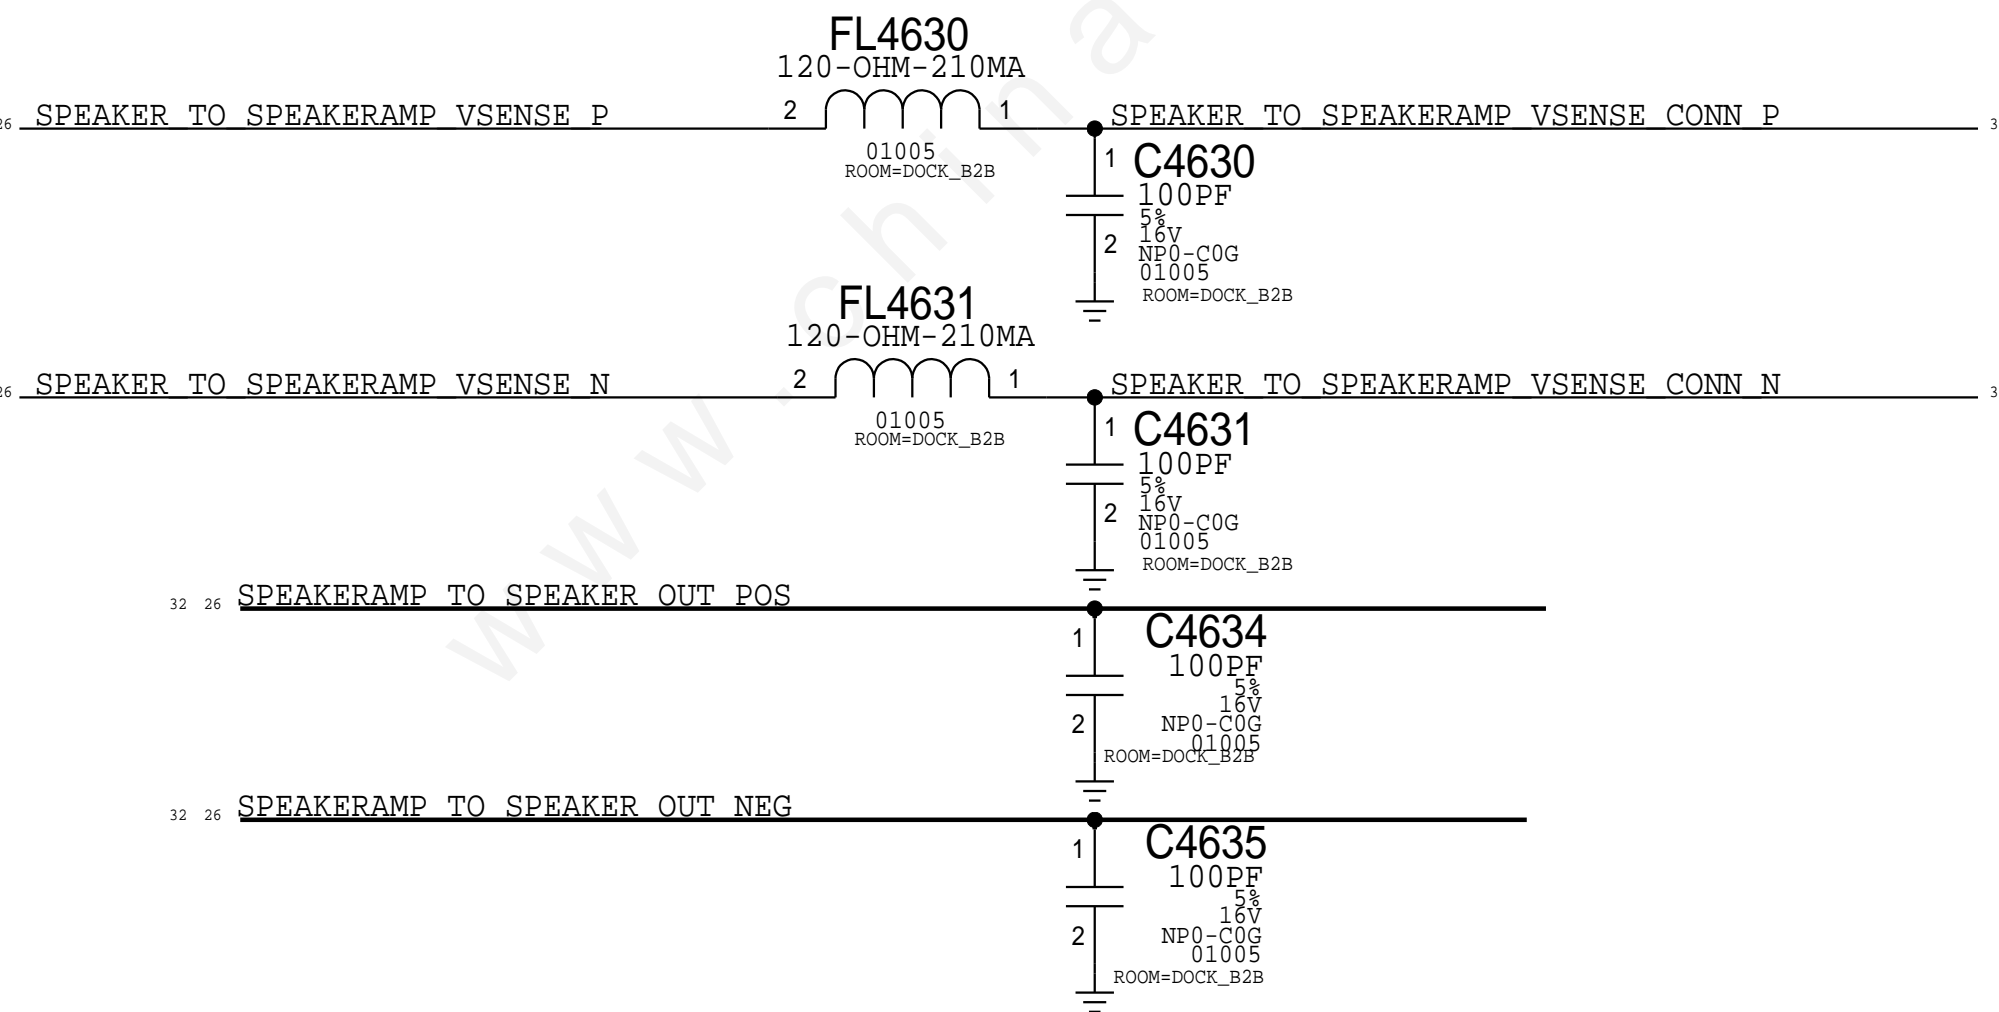 FL4630
120-OHM-210MA
26 SPEAKER_TO_SPEAKERAMP_VSENSE_P 2 1 SPEAKER_TO_SPEAKERAMP_VSENSE_CONN_P 3
01005
ROOM=DOCK_B2B
1 C4630
100PF
5%
16V
2
NP0-C0G
01005
ROOM=DOCK_B2B
FL4631
120-OHM-210MA
26 SPEAKER_TO_SPEAKERAMP_VSENSE_N 2 1 SPEAKER_TO_SPEAKERAMP_VSENSE_CONN_N 3
01005
ROOM=DOCK_B2B
1 C4631
100PF
5%
16V
2
NP0-C0G
01005
ROOM=DOCK_B2B
32 26 SPEAKERAMP_TO_SPEAKER_OUT_POS
1 C4634
100PF
5%
16V
2 NP0-C0G
01005
ROOM=DOCK_B2B
32 26 SPEAKERAMP_TO_SPEAKER_OUT_NEG
1 C4635
100PF
5%
16V
2 NP0-C0G
01005
ROOM=DOCK_B2B
www.china